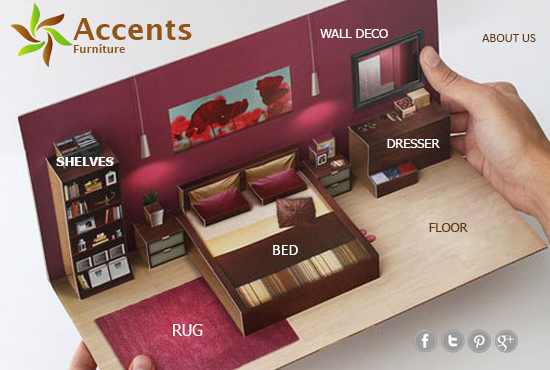 Accents
Furniture
WALL DECO
ABOUT US
SHELVES
DRESSER
FLOOR
BED
RUG